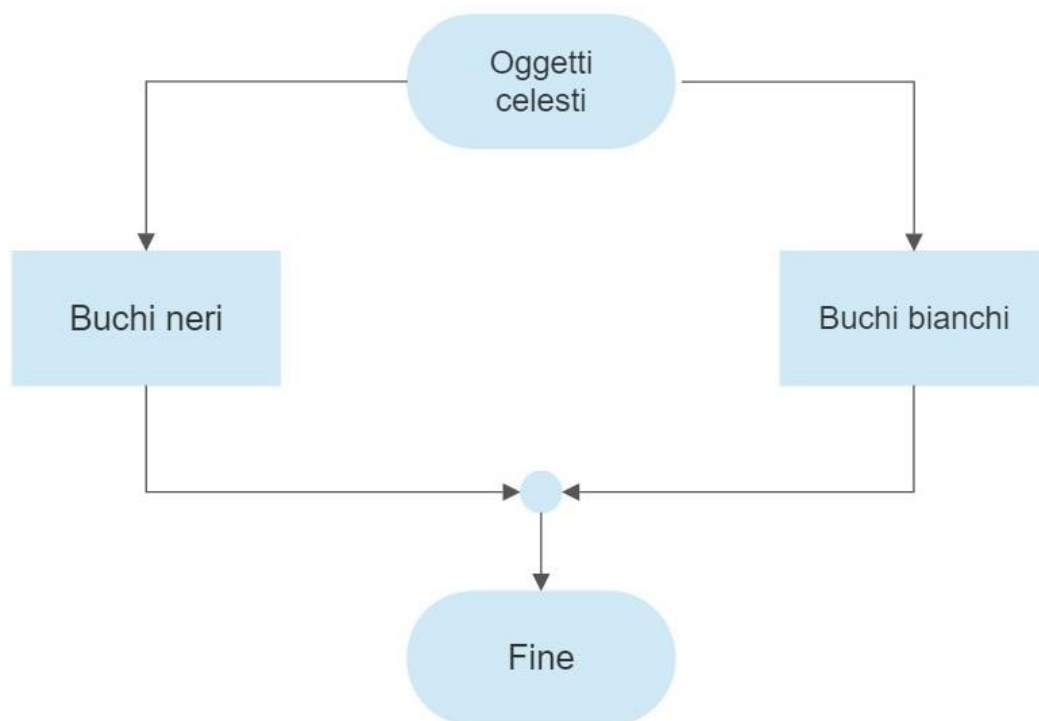 Oggetti
celesti
Buchi neri
Buchi bianchi
Fine